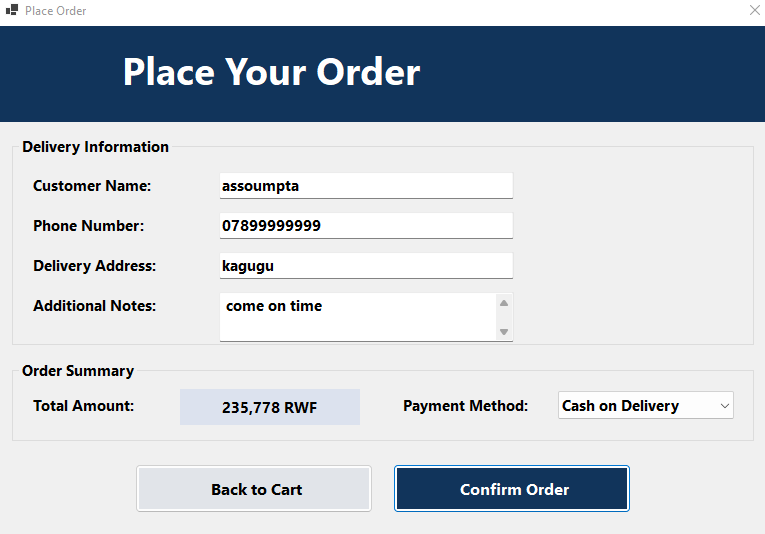 Place Order
Place Your Order
Delivery Information
Customer Name: assoumpta
Phone Number: 07899999999
Delivery Address: kagugu
Additional Notes: come on time
Order Summary
Total Amount: 235,778 RWF Payment Method: Cash on Delivery
Back to Cart Confirm Order